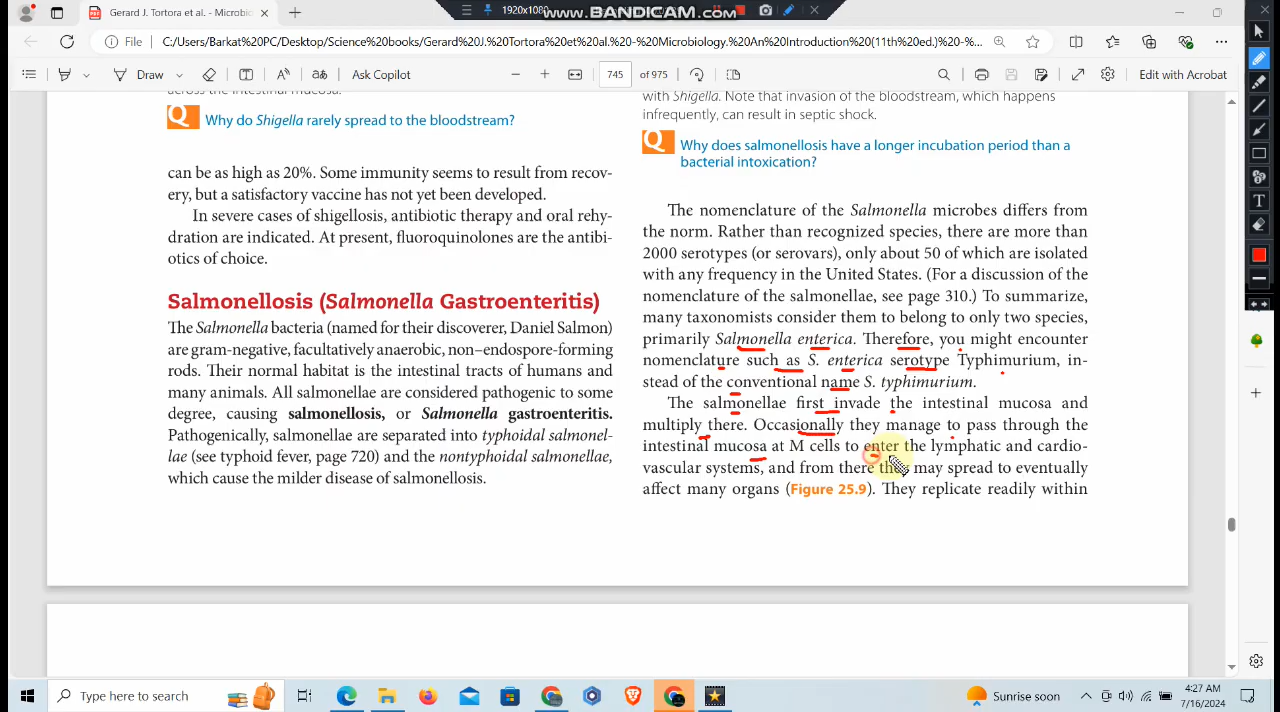 1920x1080
www.BANDICAM.com
Gerard J. Tortora et al. - Microbio
File
C:/Users/Barkat%20PC/Desktop/Science%20books/Gerard%20J.%20Tortora%20et%20al.%20-%20Microbiology.%20An%20Introduction%20(11th%20ed.)%20-%...
Draw
Ask Copilot
745
of 975
Edit with Acrobat
Q Why do Shigella rarely spread to the bloodstream?
can be as high as 20%. Some immunity seems to result from recov-
ery, but a satisfactory vaccine has not yet been developed.
In severe cases of shigellosis, antibiotic therapy and oral rehy-
dration are indicated. At present, fluoroquinolones are the antibi-
otics of choice.
Salmonellosis (Salmonella Gastroenteritis)
The Salmonella bacteria (named for their discoverer, Daniel Salmon)
are gram-negative, facultatively anaerobic, non–endospore-forming
rods. Their normal habitat is the intestinal tracts of humans and
many animals. All salmonellae are considered pathogenic to some
degree, causing salmonellosis, or Salmonella gastroenteritis.
Pathogenically, salmonellae are separated into typhoidal salmonel-
lae (see typhoid fever, page 720) and the nontyphoidal salmonellae,
which cause the milder disease of salmonellosis.
with Shigella. Note that invasion of the bloodstream, which happens
infrequently, can result in septic shock.
Q Why does salmonellosis have a longer incubation period than a
bacterial intoxication?
The nomenclature of the Salmonella microbes differs from
the norm. Rather than recognized species, there are more than
2000 serotypes (or serovars), only about 50 of which are isolated
with any frequency in the United States. (For a discussion of the
nomenclature of the salmonellae, see page 310.) To summarize,
many taxonomists consider them to belong to only two species,
primarily Salmonella enterica. Therefore, you might encounter
nomenclature such as S. enterica serotype Typhimurium, in-
stead of the conventional name S. typhimurium.
The salmonellae first invade the intestinal mucosa and
multiply there. Occasionally they manage to pass through the
intestinal mucosa at M cells to enter the lymphatic and cardio-
vascular systems, and from there they may spread to eventually
affect many organs (Figure 25.9). They replicate readily within
Type here to search
Sunrise soon
4:27 AM
7/16/2024